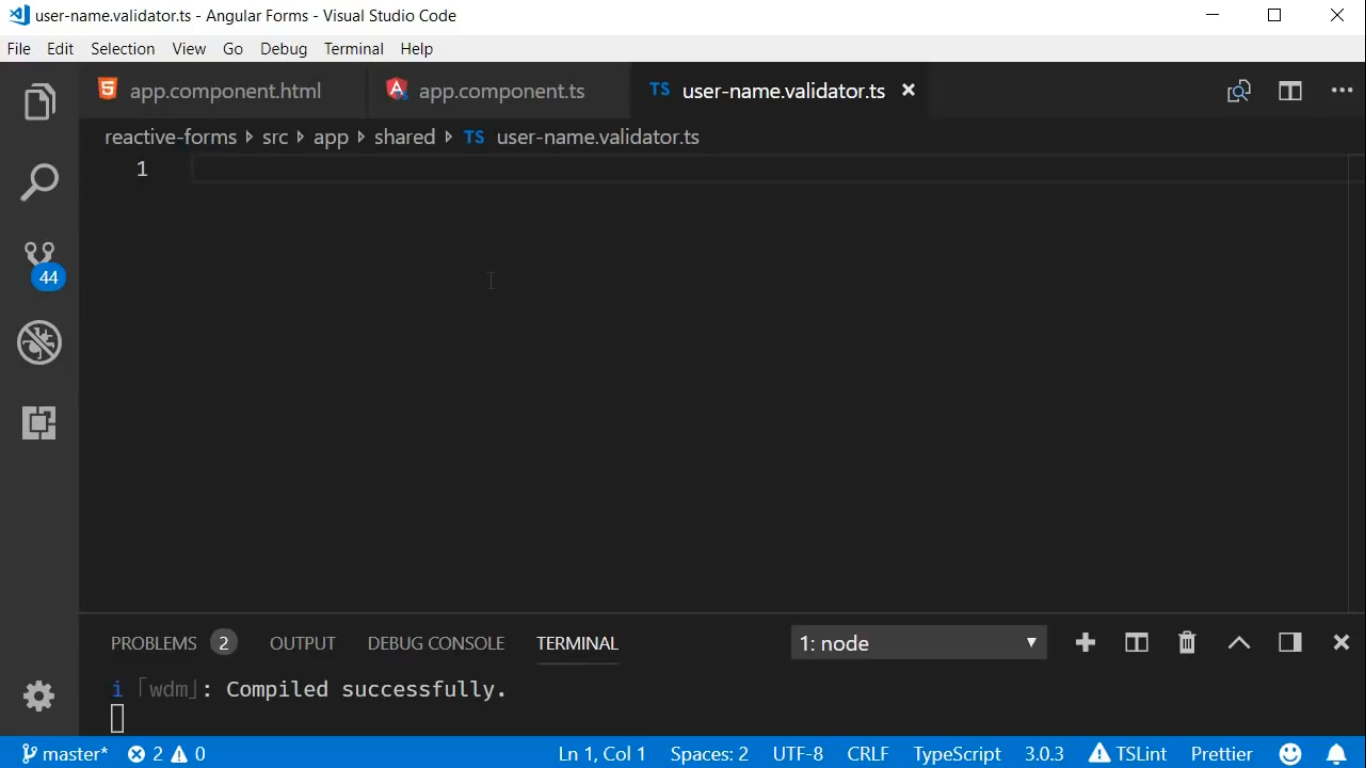 user-name.validator.ts - Angular Forms - Visual Studio Code
File Edit Selection View Go Debug Terminal Help
app.component.html app.component.ts TS user-name.validator.ts
reactive-forms src app shared TS user-name.validator.ts
1
44
PROBLEMS 2 OUTPUT DEBUG CONSOLE TERMINAL 1: node
i ｢wdm｣: Compiled successfully.
master* 2 0 Ln 1, Col 1 Spaces: 2 UTF-8 CRLF TypeScript 3.0.3 TSLint Prettier